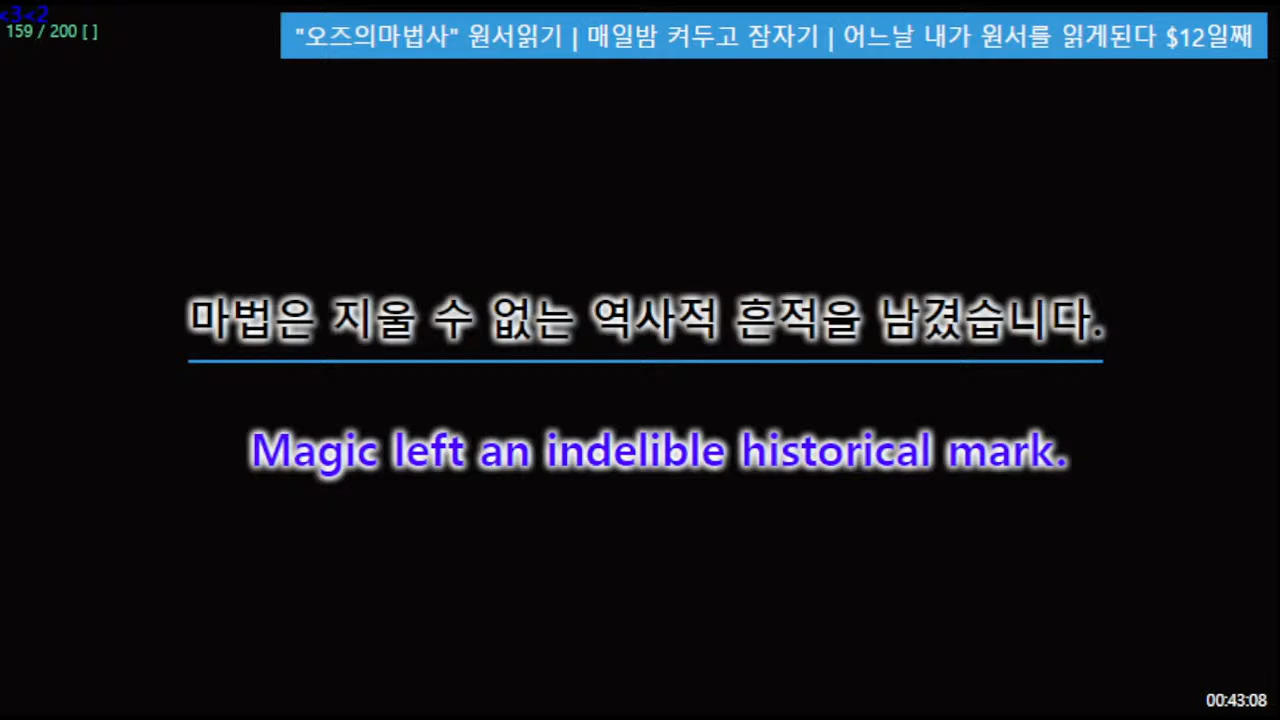 <3<2
159 / 200 [ ]
"오즈의마법사" 원서읽기 | 매일밤 켜두고 잠자기 | 어느날 내가 원서를 읽게된다 $12일째
마법은 지울 수 없는 역사적 흔적을 남겼습니다.
Magic left an indelible historical mark.
00:43:08